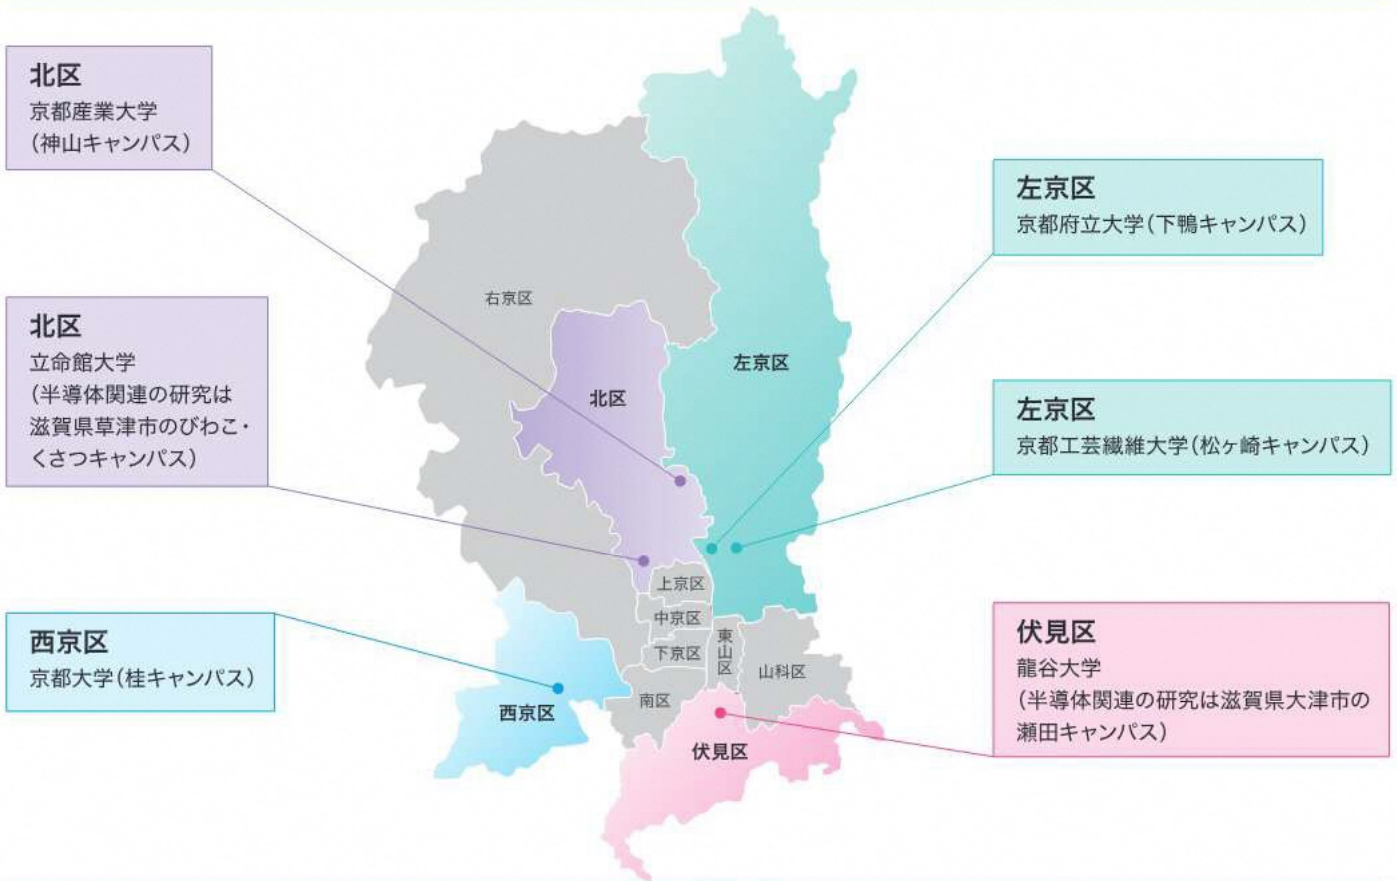 北区
京都産業大学
（神山キャンパス）
北区
立命館大学
（半導体関連の研究は
滋賀県草津市のびわこ・
くさつキャンパス）
西京区
京都大学（桂キャンパス）
右京区
北区
左京区
上京区
中京区
下京区
東山区
山科区
南区
西京区
伏見区
左京区
京都府立大学（下鴨キャンパス）
左京区
京都工芸繊維大学（松ヶ崎キャンパス）
伏見区
龍谷大学
（半導体関連の研究は滋賀県大津市の
瀬田キャンパス）